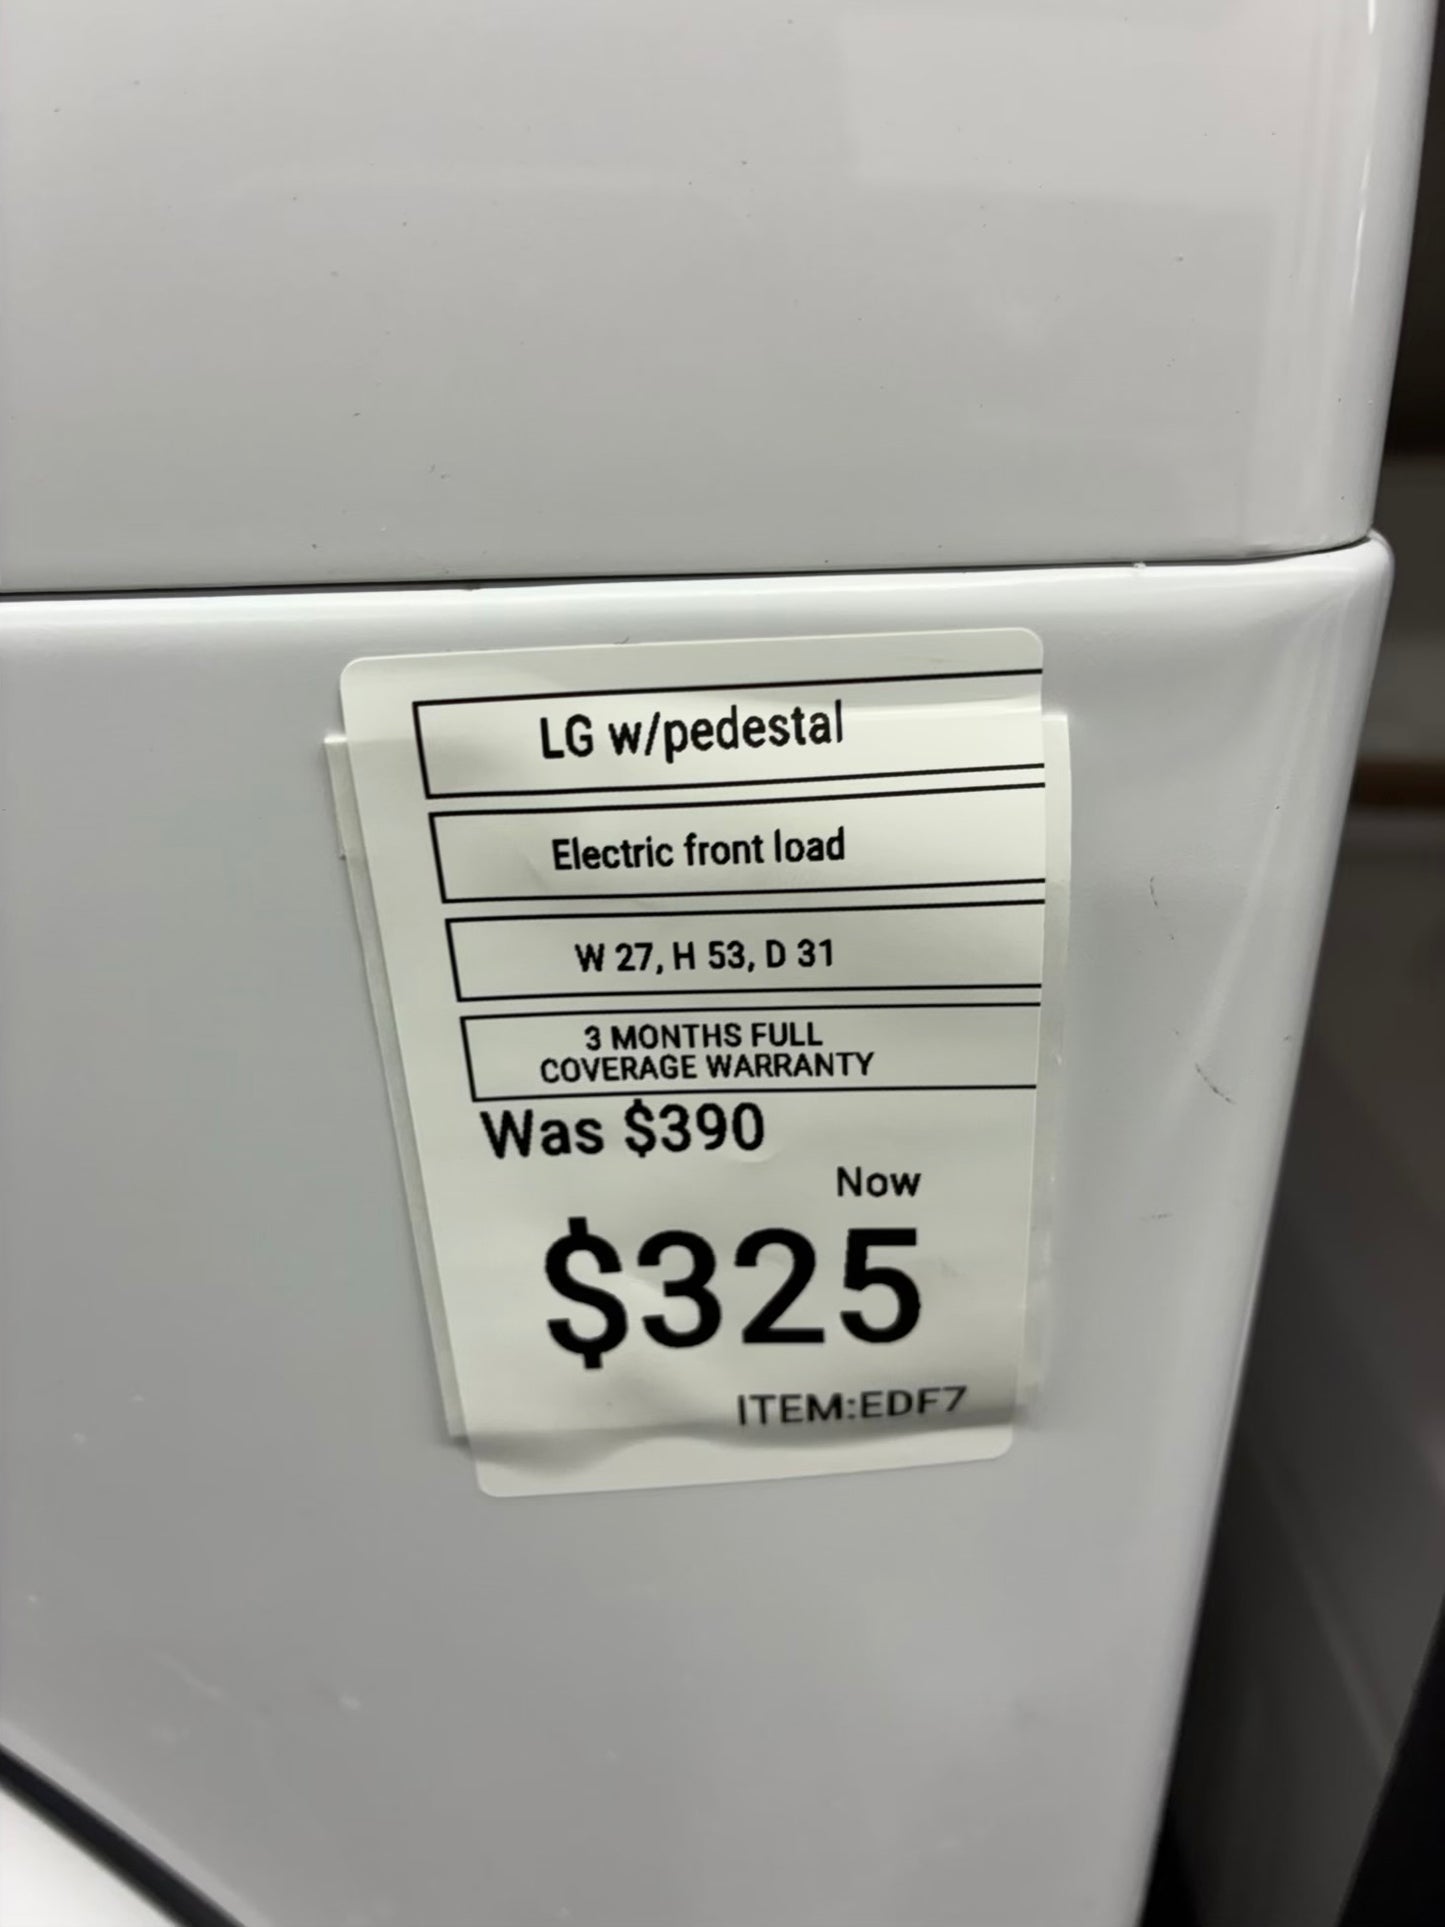 LG w/pedestal
Electric front load
W 27, H 53, D 31
3 MONTHS FULL
COVERAGE WARRANTY
Was $390
Now
$325
ITEM:EDF7